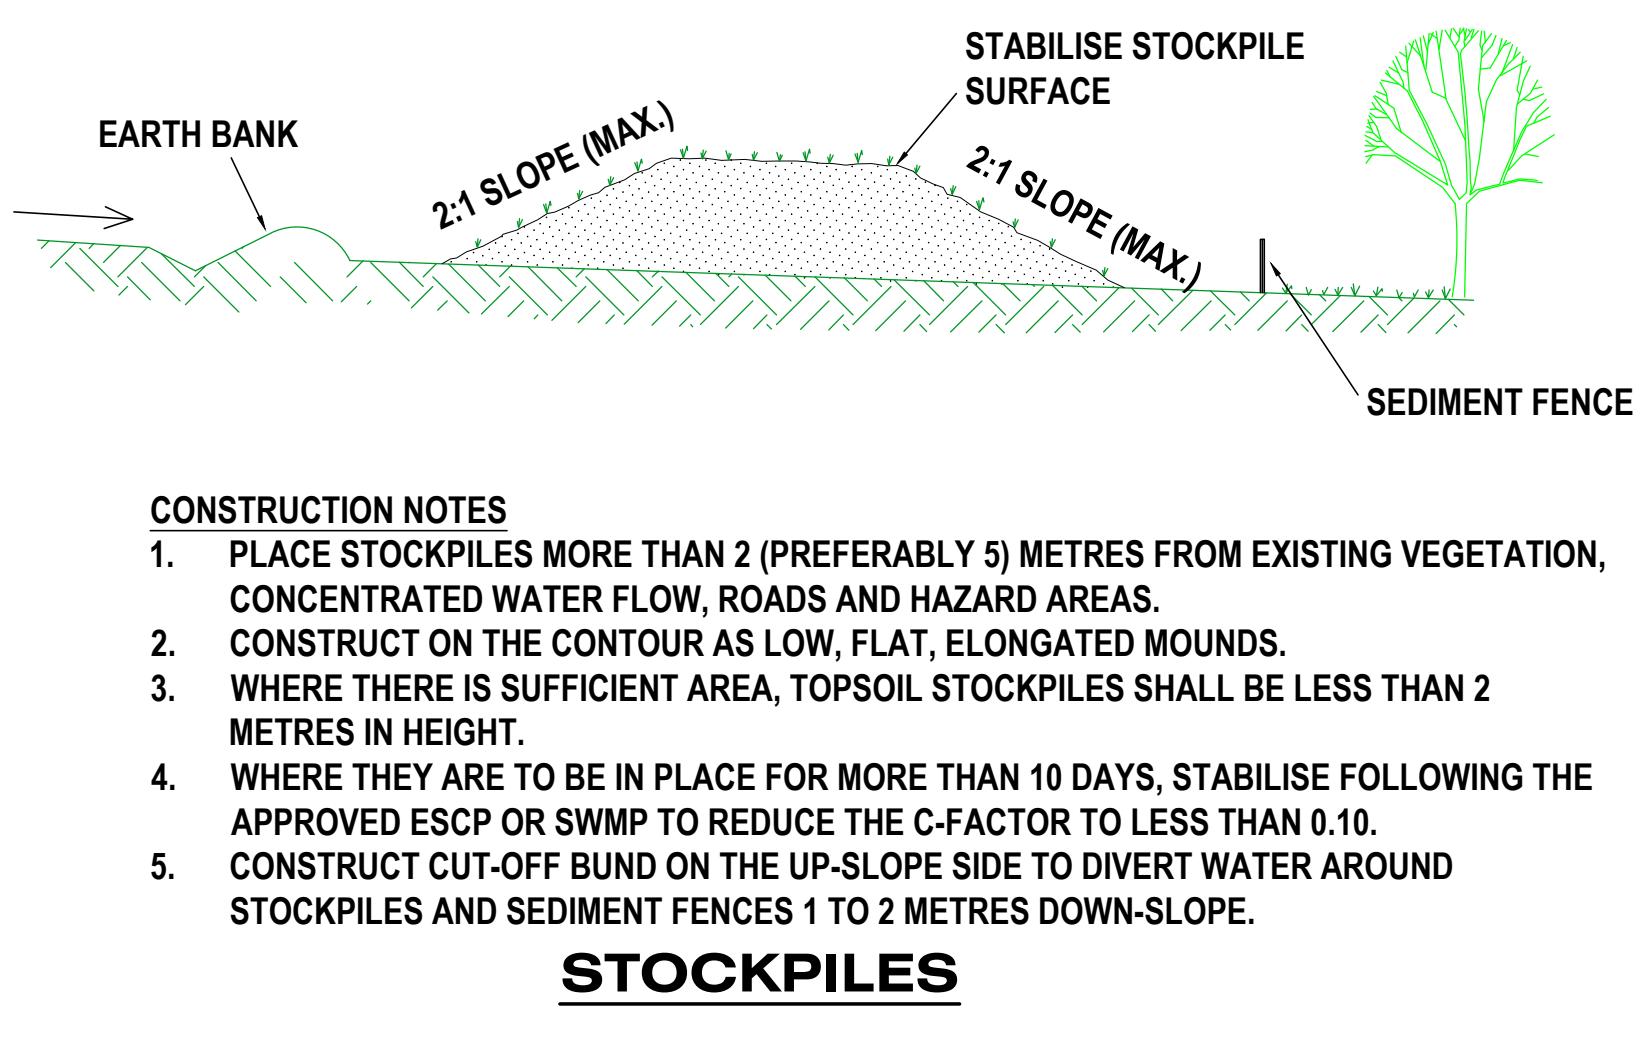 STABILISE STOCKPILE
SURFACE
EARTH BANK
2:1 SLOPE (MAX.)
2:1 SLOPE (MAX.)
SEDIMENT FENCE
CONSTRUCTION NOTES
1. PLACE STOCKPILES MORE THAN 2 (PREFERABLY 5) METRES FROM EXISTING VEGETATION,
CONCENTRATED WATER FLOW, ROADS AND HAZARD AREAS.
2. CONSTRUCT ON THE CONTOUR AS LOW, FLAT, ELONGATED MOUNDS.
3. WHERE THERE IS SUFFICIENT AREA, TOPSOIL STOCKPILES SHALL BE LESS THAN 2
METRES IN HEIGHT.
4. WHERE THEY ARE TO BE IN PLACE FOR MORE THAN 10 DAYS, STABILISE FOLLOWING THE
APPROVED ESCP OR SWMP TO REDUCE THE C-FACTOR TO LESS THAN 0.10.
5. CONSTRUCT CUT-OFF BUND ON THE UP-SLOPE SIDE TO DIVERT WATER AROUND
STOCKPILES AND SEDIMENT FENCES 1 TO 2 METRES DOWN-SLOPE.
STOCKPILES